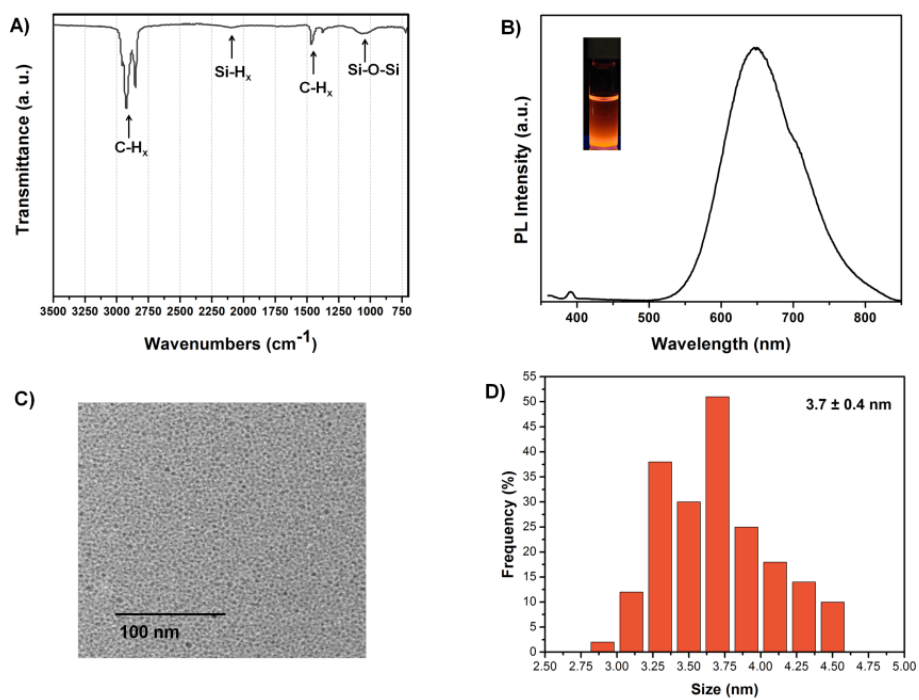 A)
Transmittance (a. u.)
C-Hx
Si-Hx
C-Hx
Si-O-Si
3500 3250 3000 2750 2500 2250 2000 1750 1500 1250 1000 750
Wavenumbers (cm-1)
B)
PL Intensity (a.u.)
400 500 600 700 800
Wavelength (nm)
C)
100 nm
D)
3.7 ± 0.4 nm
Frequency (%)
55
50
45
40
35
30
25
20
15
10
5
0
2.50 2.75 3.00 3.25 3.50 3.75 4.00 4.25 4.50 4.75 5.00
Size (nm)